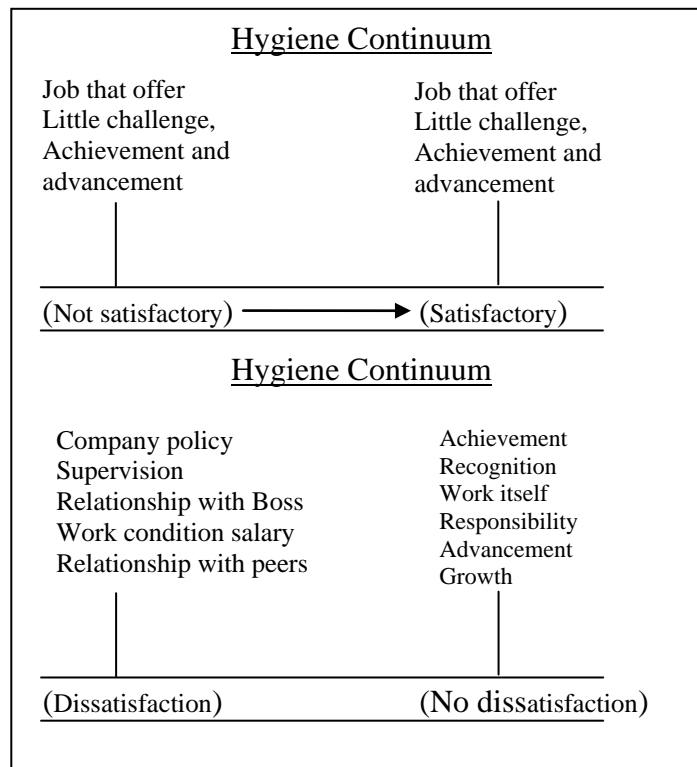 Hygiene Continuum
Job that offer
Little challenge,
Achievement and
advancement
Job that offer
Little challenge,
Achievement and
advancement
(Not satisfactory)
(Satisfactory)
Hygiene Continuum
Company policy
Supervision
Relationship with Boss
Work condition salary
Relationship with peers
Achievement
Recognition
Work itself
Responsibility
Advancement
Growth
(Dissatisfaction)
(No dissatisfaction)